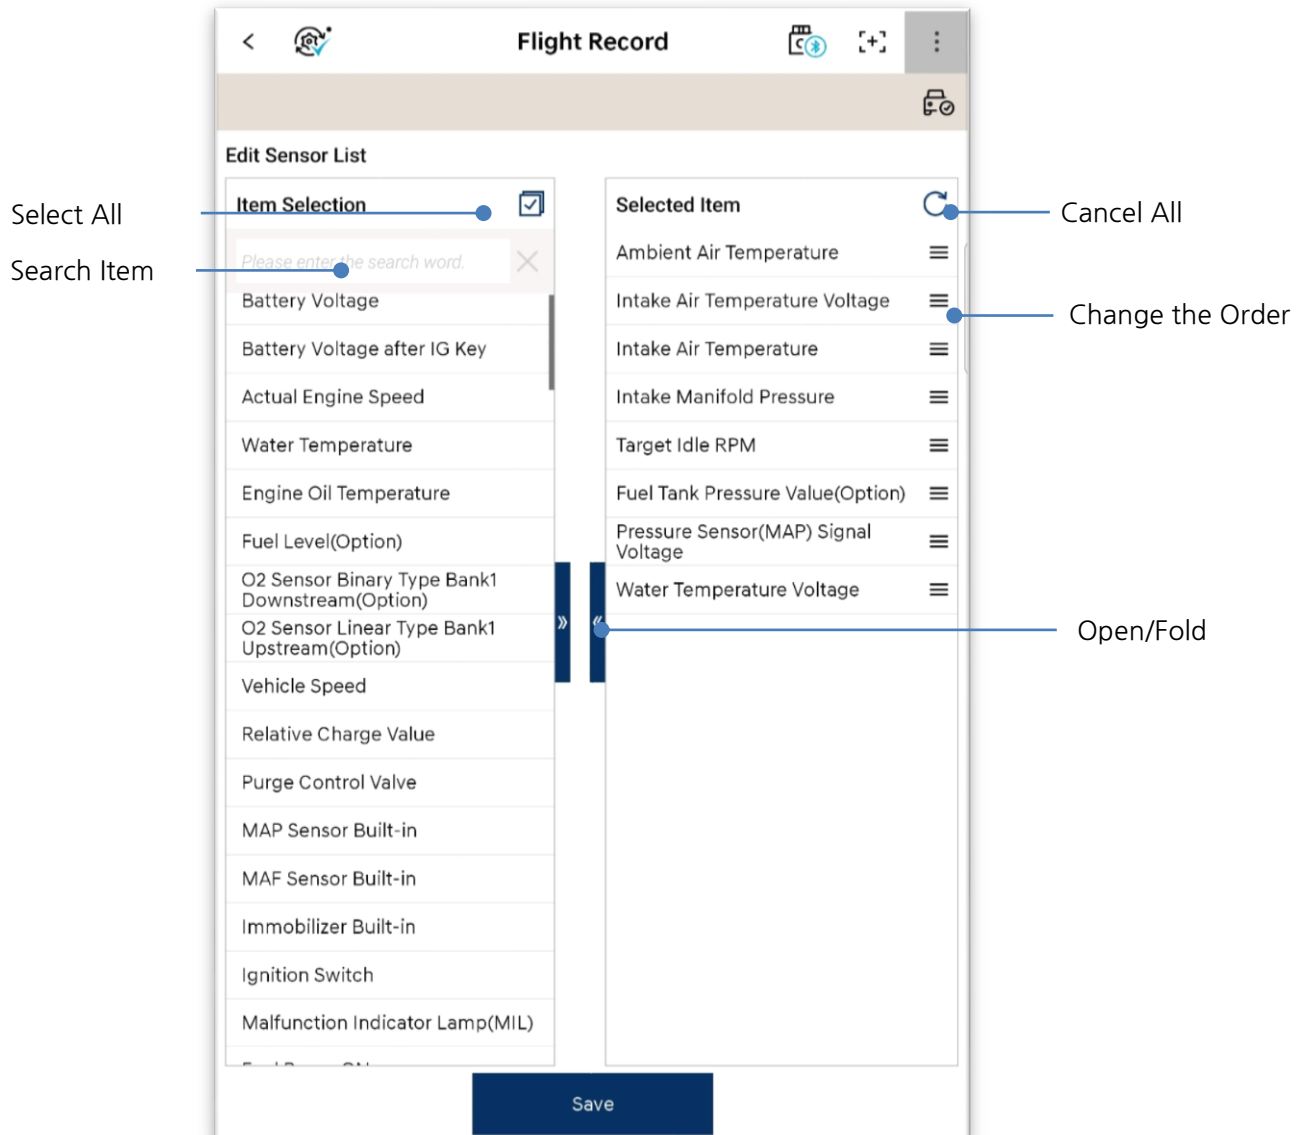 Flight Record
Edit Sensor List
Item Selection
Please enter the search word.
Battery Voltage
Battery Voltage after IG Key
Actual Engine Speed
Water Temperature
Engine Oil Temperature
Fuel Level(Option)
O2 Sensor Binary Type Bank1
Downstream(Option)
O2 Sensor Linear Type Bank1
Upstream(Option)
Vehicle Speed
Relative Charge Value
Purge Control Valve
MAP Sensor Built-in
MAF Sensor Built-in
Immobilizer Built-in
Ignition Switch
Malfunction Indicator Lamp(MIL)
Selected Item
Ambient Air Temperature
Intake Air Temperature Voltage
Intake Air Temperature
Intake Manifold Pressure
Target Idle RPM
Fuel Tank Pressure Value(Option)
Pressure Sensor(MAP) Signal
Voltage
Water Temperature Voltage
Save
Select All
Search Item
Cancel All
Change the Order
Open/Fold